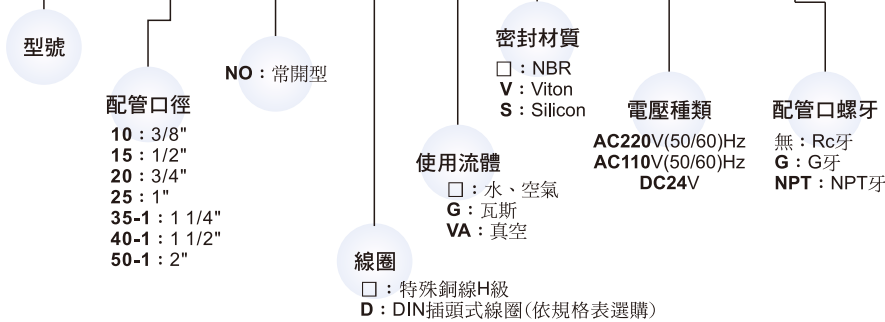 型號
配管口徑
10：3/8"
15：1/2"
20：3/4"
25：1"
35-1：1 1/4"
40-1：1 1/2"
50-1：2"
NO：常開型
線圈
□：特殊銅線H級
D：DIN插頭式線圈(依規格表選購)
使用流體
□：水、空氣
G：瓦斯
VA：真空
密封材質
□：NBR
V：Viton
S：Silicon
電壓種類
AC220V(50/60)Hz
AC110V(50/60)Hz
DC24V
配管口螺牙
無：Rc牙
G：G牙
NPT：NPT牙